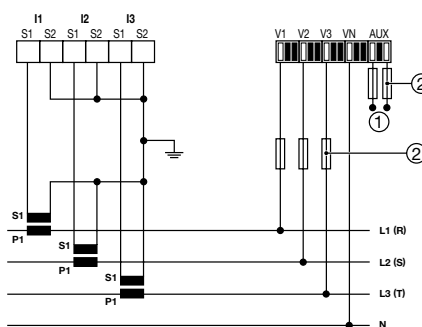 I1 I2 I3
S1 S2 S1 S2 S1 S2
V1 V2 V3 VN AUX
2
1
2
S1
P1
L1 (R)
S1
P1
L2 (S)
S1
P1
L3 (T)
N